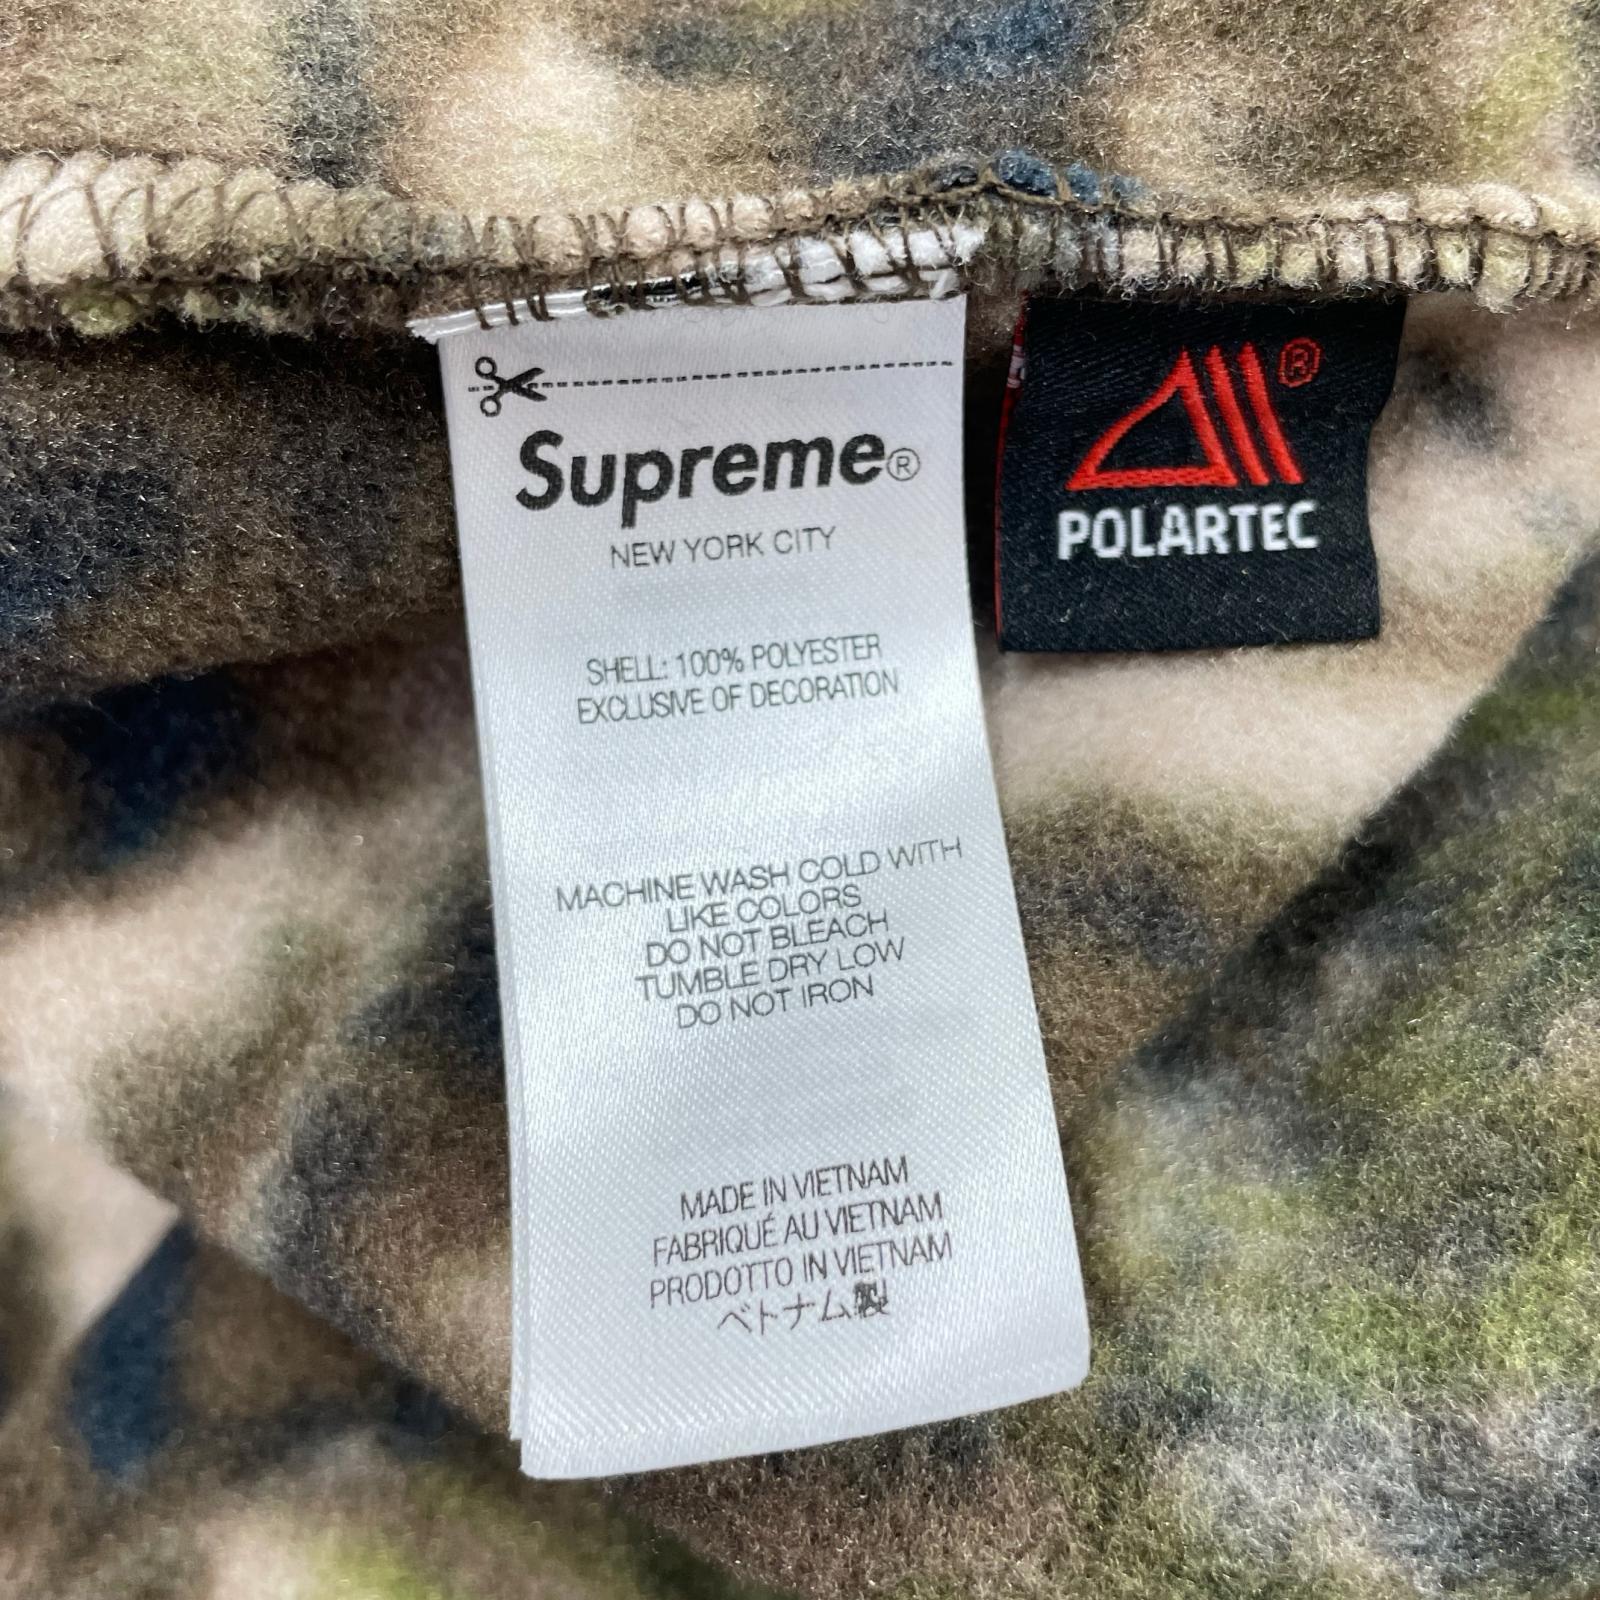 Supreme®
NEW YORK CITY
SHELL: 100% POLYESTER
EXCLUSIVE OF DECORATION
MACHINE WASH COLD WITH
LIKE COLORS
DO NOT BLEACH
TUMBLE DRY LOW
DO NOT IRON
MADE IN VIETNAM
FABRIQUÉ AU VIETNAM
PRODOTTO IN VIETNAM
ベトナム製
®
POLARTEC